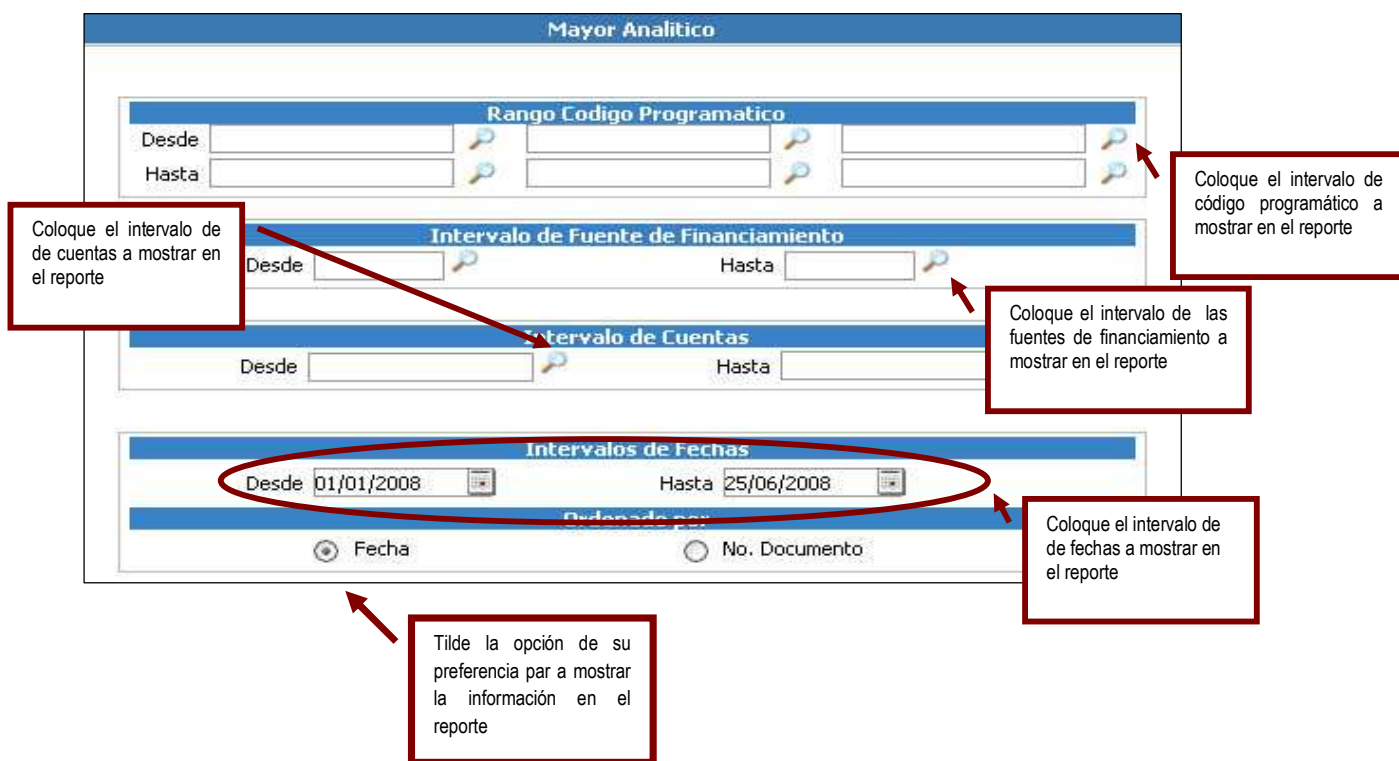 Mayor Analitico
Rango Codigo Programatico
Desde
Hasta
Coloque el intervalo de
código programático a
mostrar en el reporte
Coloque el intervalo de
de cuentas a mostrar en
el reporte
Intervalo de Fuente de Financiamiento
Desde Hasta
Coloque el intervalo de las
fuentes de financiamiento a
mostrar en el reporte
Intervalo de Cuentas
Desde Hasta
Intervalos de Fechas
Desde 01/01/2008 Hasta 25/06/2008
Coloque el intervalo de
de fechas a mostrar en
el reporte
Ordenado por
Fecha No. Documento
Tilde la opción de su
preferencia par a mostrar
la información en el
reporte